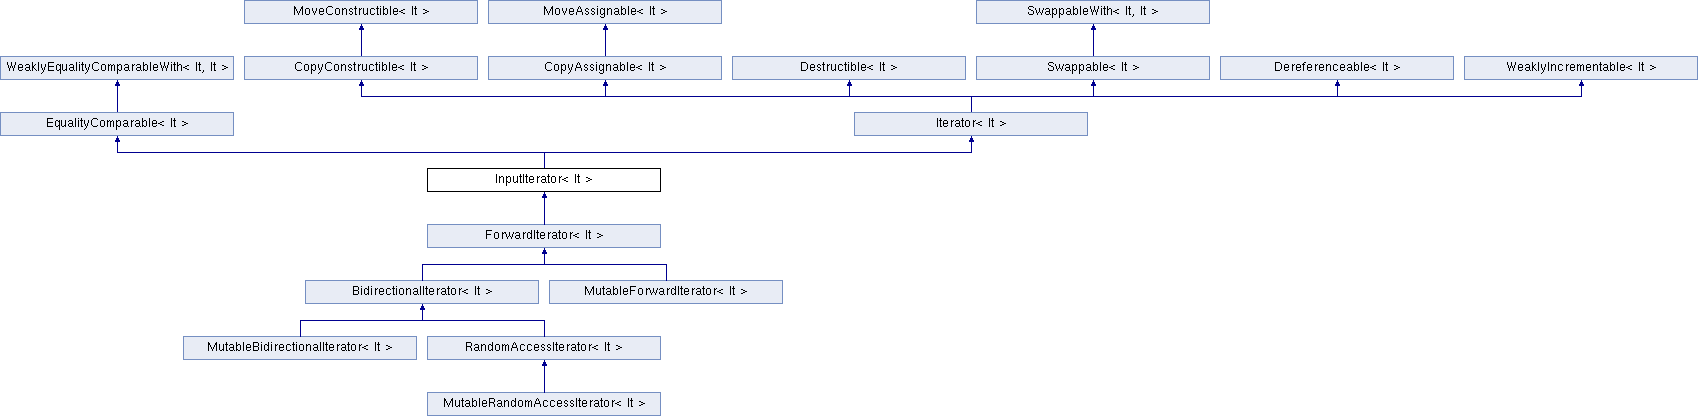 MoveConstructible< It >
MoveAssignable< It >
SwappableWith< It, It >
WeaklyEqualityComparableWith< It, It >
CopyConstructible< It >
CopyAssignable< It >
Destructible< It >
Swappable< It >
Dereferenceable< It >
WeaklyIncrementable< It >
EqualityComparable< It >
Iterator< It >
InputIterator< It >
ForwardIterator< It >
BidirectionalIterator< It >
MutableForwardIterator< It >
MutableBidirectionalIterator< It >
RandomAccessIterator< It >
MutableRandomAccessIterator< It >